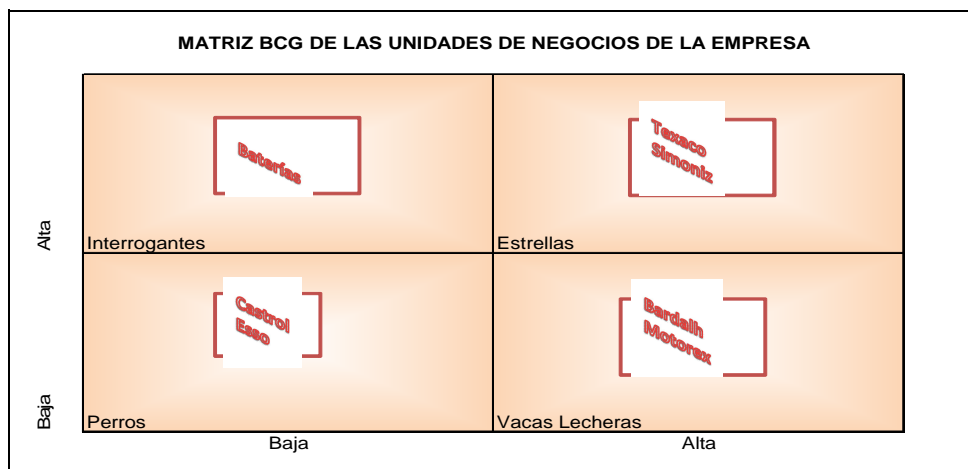 MATRIZ BCG DE LAS UNIDADES DE NEGOCIOS DE LA EMPRESA
Alta
Baterías
Interrogantes
Texaco
Simoniz
Estrellas
Baja
Castrol
Esso
Perros
Bardalh
Motorex
Vacas Lecheras
Baja
Alta